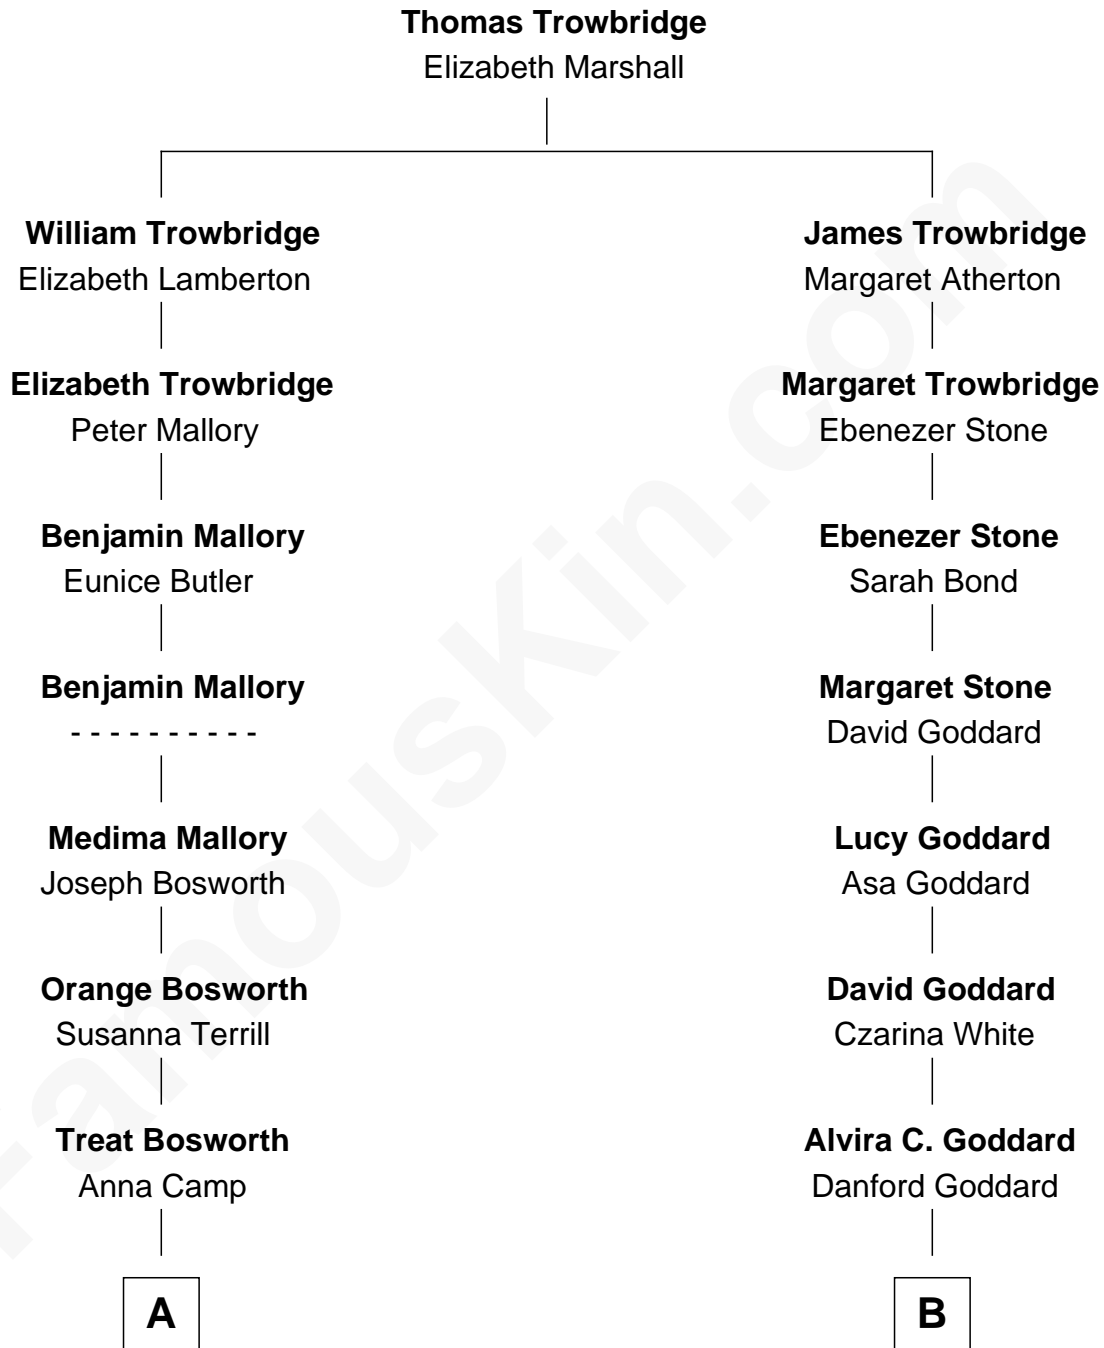 Thomas Trowbridge
Elizabeth Marshall
William Trowbridge
Elizabeth Lamberton
James Trowbridge
Margaret Atherton
Elizabeth Trowbridge
Peter Mallory
Margaret Trowbridge
Ebenezer Stone
Benjamin Mallory
Eunice Butler
Ebenezer Stone
Sarah Bond
Benjamin Mallory
- - - - - - - - - -
Margaret Stone
David Goddard
Medima Mallory
Joseph Bosworth
Lucy Goddard
Asa Goddard
Orange Bosworth
Susanna Terrill
David Goddard
Czarina White
Treat Bosworth
Anna Camp
Alvira C. Goddard
Danford Goddard
A
B
FamousKin.com